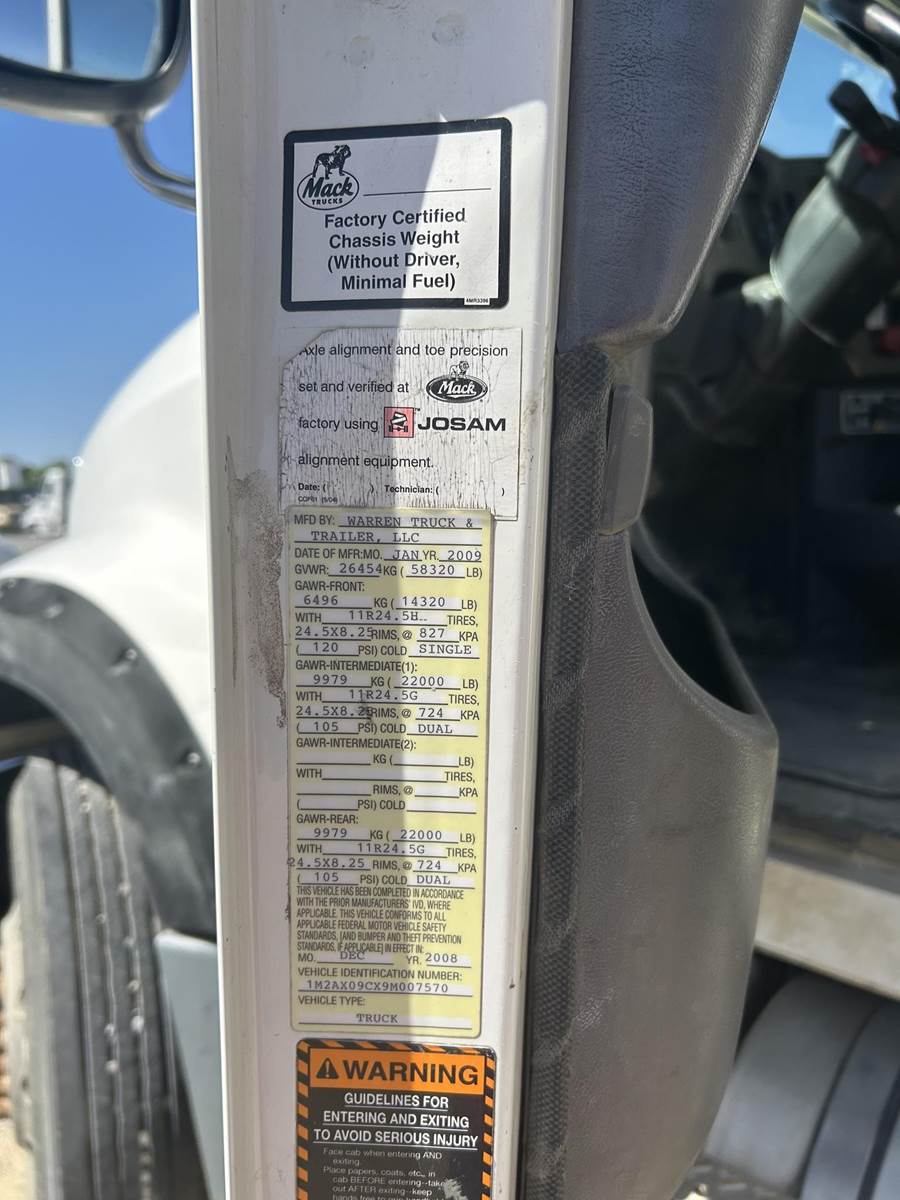 Mack
TRUCKS
Factory Certified
Chassis Weight
(Without Driver,
Minimal Fuel)
4MR3396
Axle alignment and toe precision
set and verified at Mack
factory using JOSAM
alignment equipment.
Date: ( ) Technician: ( )
MFD BY: WARREN TRUCK &
TRAILER, LLC
DATE OF MFR:MO. JAN YR. 2009
GVWR: 26454 KG ( 58320 LB)
GAWR-FRONT:
6496 KG ( 14320 LB)
WITH 11R24.5H TIRES,
24.5X8.25 RIMS, @ 827 KPA
( 120 PSI) COLD SINGLE
GAWR-INTERMEDIATE(1):
9979 KG ( 22000 LB)
WITH 11R24.5G TIRES,
24.5X8.25 RIMS, @ 724 KPA
( 105 PSI) COLD DUAL
GAWR-INTERMEDIATE(2):
KG ( LB)
WITH TIRES,
RIMS, @ KPA
( PSI) COLD
GAWR-REAR:
9979 KG ( 22000 LB)
WITH 11R24.5G TIRES,
24.5X8.25 RIMS, @ 724 KPA
( 105 PSI) COLD DUAL
THIS VEHICLE HAS BEEN COMPLETED IN ACCORDANCE
WITH THE PRIOR MANUFACTURERS' IVD, WHERE
APPLICABLE. THIS VEHICLE CONFORMS TO ALL
APPLICABLE FEDERAL MOTOR VEHICLE SAFETY
STANDARDS, [AND BUMPER AND THEFT PREVENTION
STANDARDS, IF APPLICABLE] IN EFFECT IN:
MO. DEC YR. 2008
VEHICLE IDENTIFICATION NUMBER:
1M2AX09CX9M007570
VEHICLE TYPE:
TRUCK
WARNING
GUIDELINES FOR
ENTERING AND EXITING
TO AVOID SERIOUS INJURY
Face cab when entering AND
exiting.
Place papers, coats, etc., in
cab BEFORE entering--take
out AFTER exiting--keep
hands free to grip